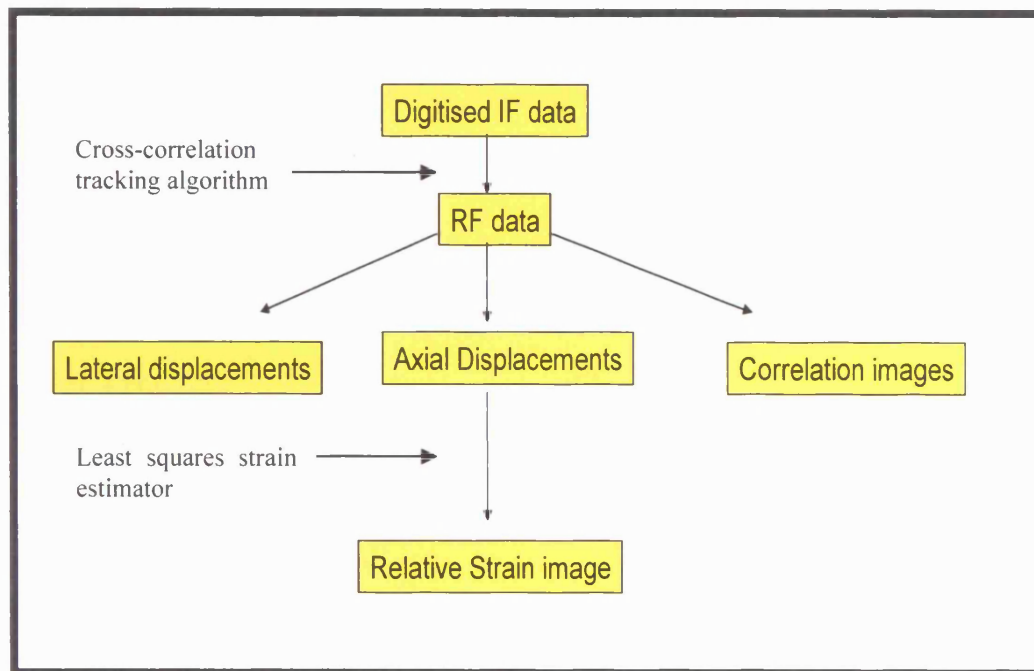 Digitised IF data
Cross-correlation
tracking algorithm
RF data
Lateral displacements
Axial Displacements
Correlation images
Least squares strain
estimator
Relative Strain image